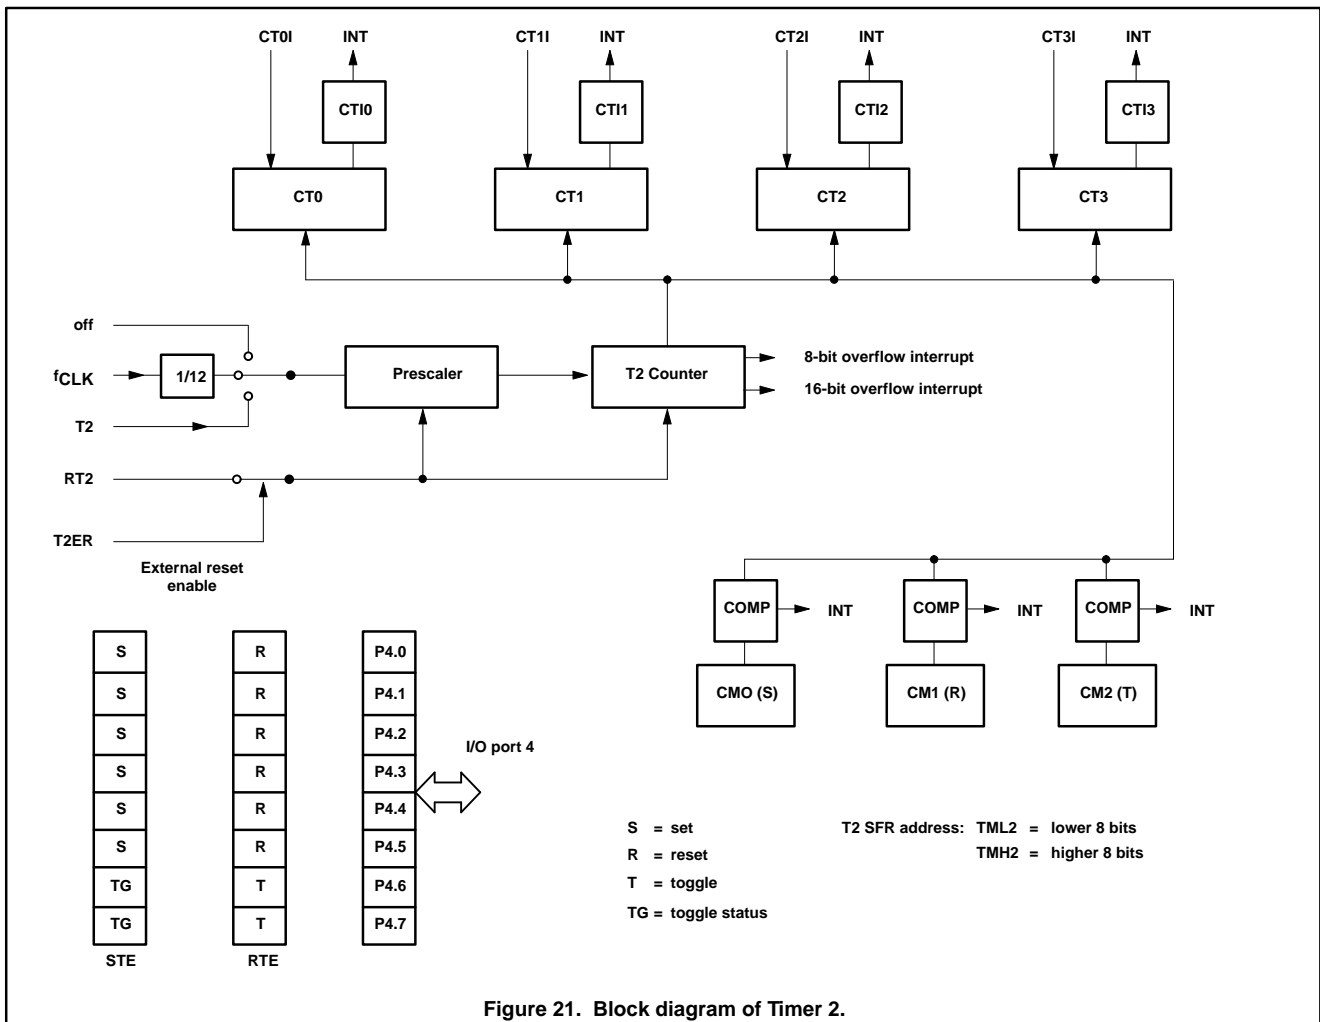 CT0I INT CT1I INT CT2I INT CT3I INT
CTI0 CTI1 CTI2 CTI3
CT0 CT1 CT2 CT3
off
fCLK 1/12 Prescaler T2 Counter 8-bit overflow interrupt
16-bit overflow interrupt
T2
RT2
T2ER
External reset
enable
COMP INT COMP INT COMP INT
CMO (S) CM1 (R) CM2 (T)
S R P4.0
S R P4.1
S R P4.2
I/O port 4
S R P4.3
S R P4.4
S R P4.5
TG T P4.6
TG T P4.7
STE RTE
S = set
R = reset
T = toggle
TG = toggle status
T2 SFR address: TML2 = lower 8 bits
TMH2 = higher 8 bits
Figure 21. Block diagram of Timer 2.